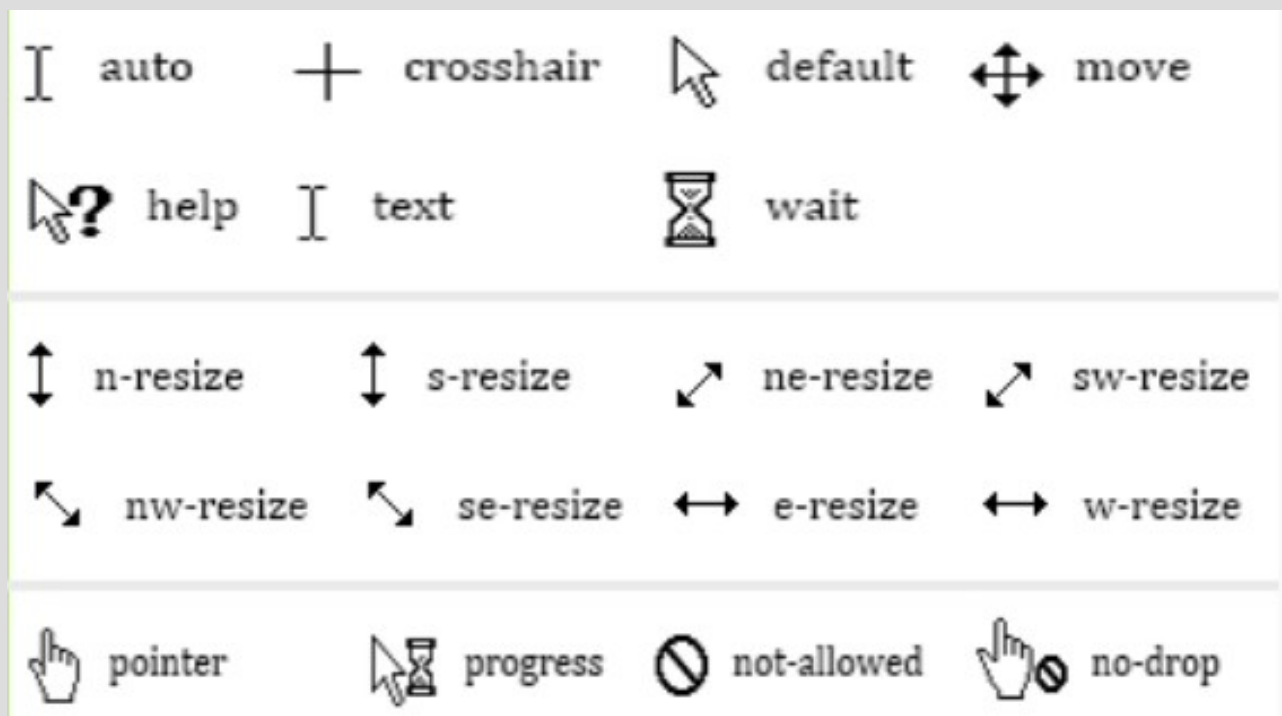 auto crosshair default move
help text wait
n-resize s-resize ne-resize sw-resize
nw-resize se-resize e-resize w-resize
pointer progress not-allowed no-drop